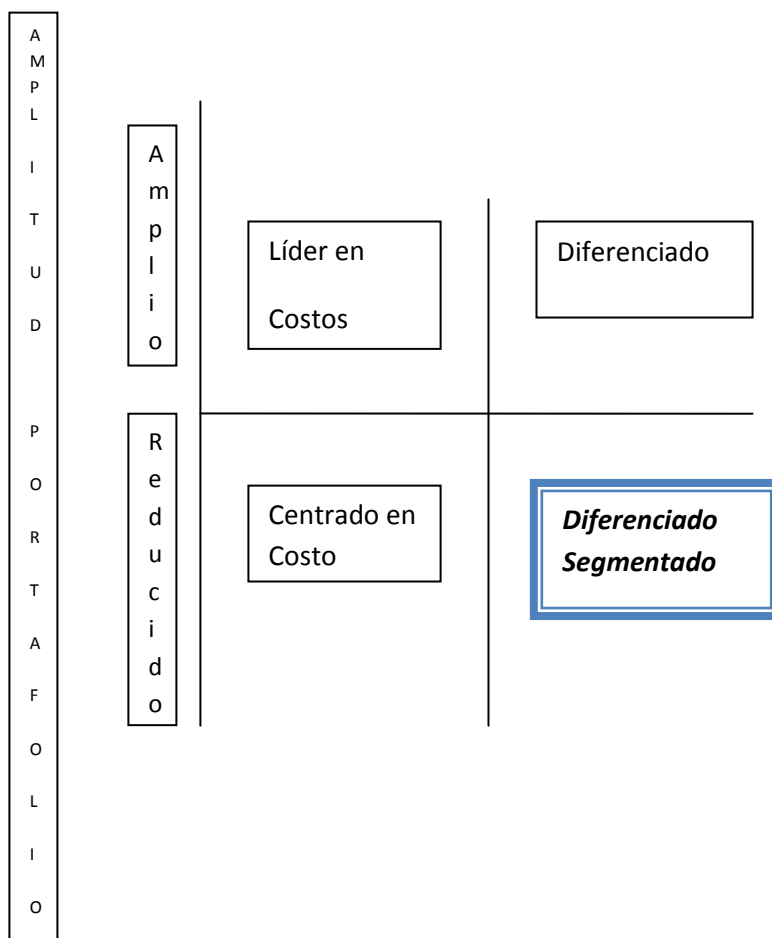 AMPLITUD PORTAFOLIO
Amplio
Líder en
Costos
Diferenciado
Reducido
Centrado en
Costo
Diferenciado
Segmentado